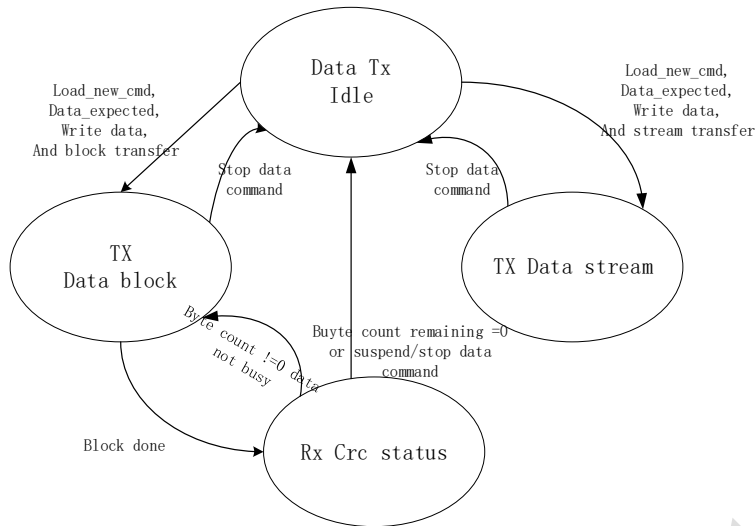 Data Tx
Idle
Load_new_cmd,
Data_expected,
Write data,
And block transfer
Load_new_cmd,
Data_expected,
Write data,
And stream transfer
Stop data
command
Stop data
command
TX
Data block
TX Data stream
Byte count !=0 data
not busy
Buyte count remaining =0
or suspend/stop data
command
Block done
Rx Crc status